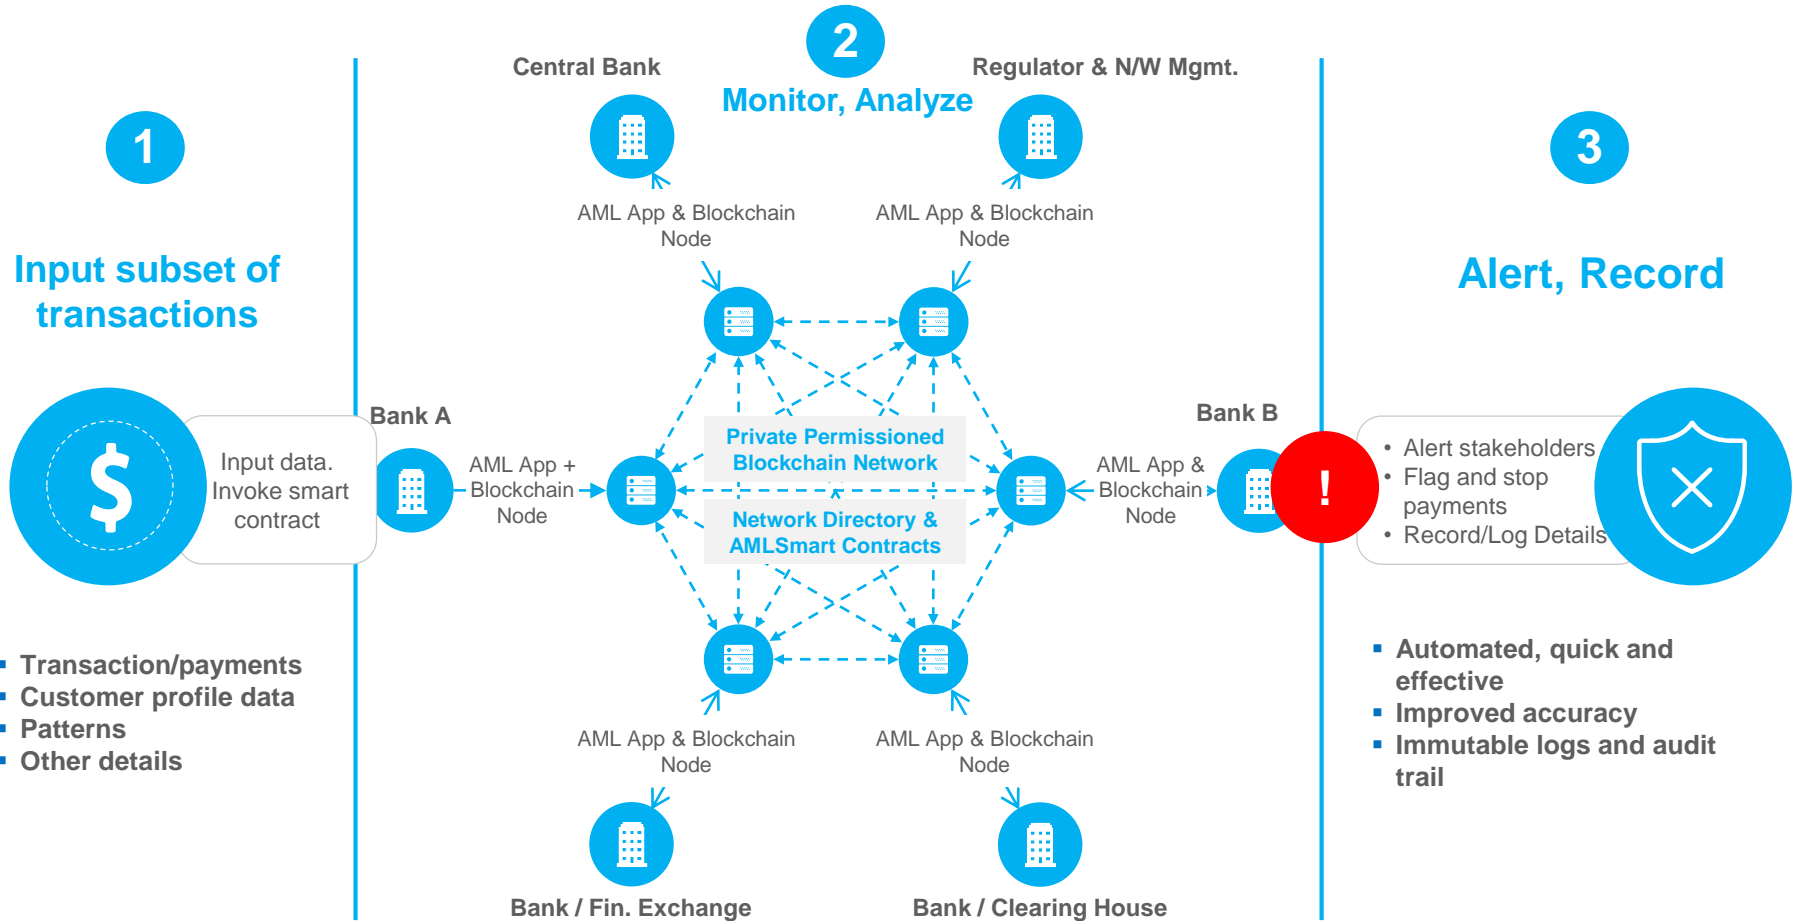 1
Input subset of
transactions
$
Input data.
Invoke smart
contract
Transaction/payments
Customer profile data
Patterns
Other details
2
Monitor, Analyze
Central Bank
Regulator & N/W Mgmt.
AML App & Blockchain
Node
AML App & Blockchain
Node
Bank A
AML App +
Blockchain
Node
Private Permissioned
Blockchain Network
Network Directory &
AMLSmart Contracts
Bank B
AML App &
Blockchain
Node
AML App & Blockchain
Node
AML App & Blockchain
Node
Bank / Fin. Exchange
Bank / Clearing House
3
Alert, Record
!
• Alert stakeholders
• Flag and stop
payments
• Record/Log Details
Automated, quick and
effective
Improved accuracy
Immutable logs and audit
trail